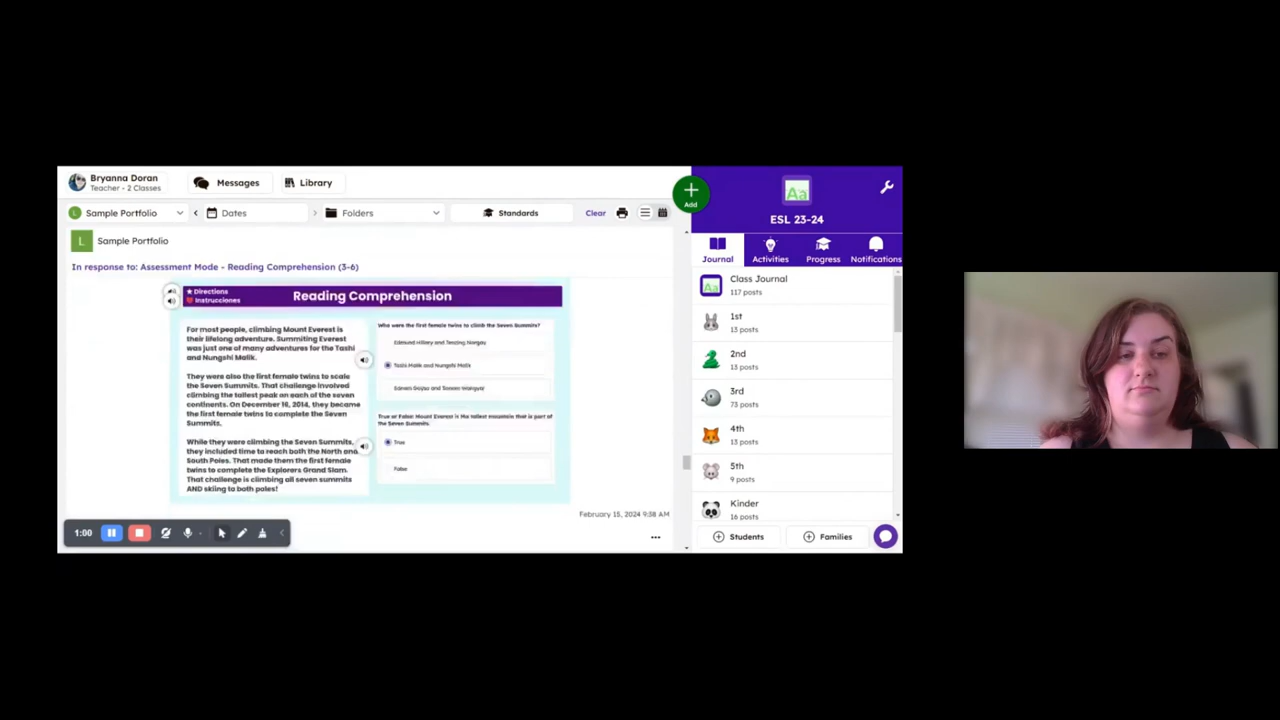 Bryanna Doran
Teacher - 2 Classes
Messages
Library
Add
Sample Portfolio
Dates
Folders
Standards
Clear
L
Sample Portfolio
In response to: Assessment Mode - Reading Comprehension (3-6)
Directions
Instrucciones
Reading Comprehension
For most people, climbing Mount Everest is
their lifelong adventure. Summiting Everest
was just one of many adventures for the Tashi
and Nungshi Malik.
They were also the first female twins to scale
the Seven Summits. That challenge involved
climbing the tallest peak on each of the seven
continents. On December 16, 2014, they became
the first female twins to complete the Seven
Summits.
While they were climbing the Seven Summits,
they included time to reach both the North and
South Poles. That made them the first female
twins to complete the Explorers Grand Slam.
That challenge is climbing all seven summits
AND skiing to both poles!
Who were the first female twins to climb the Seven Summits?
Edmund Hillary and Tenzing Norgay
Tashi Malik and Nungshi Malik
and
True or False: Mount Everest is the tallest mountain that is part of
the Seven Summits.
True
False
February 15, 2024 9:38 AM
1:00
Aa
ESL 23-24
Journal
Activities
Progress
Notifications
Aa
Class Journal
117 posts
1st
13 posts
2nd
13 posts
3rd
73 posts
4th
13 posts
5th
9 posts
Kinder
16 posts
Students
Families